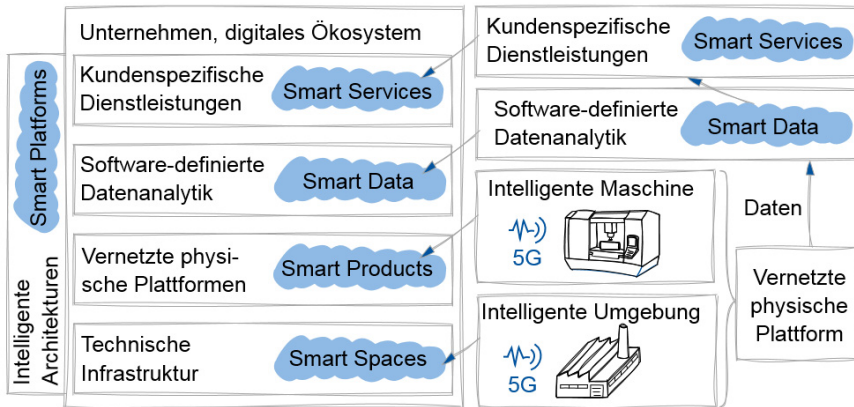 Intelligente
Architekturen
Smart Platforms
Unternehmen, digitales Ökosystem
Kundenspezifische
Dienstleistungen
Smart Services
Software-definierte
Datenanalytik
Smart Data
Vernetzte physi-
sche Plattformen
Smart Products
Technische
Infrastruktur
Smart Spaces
Kundenspezifische
Dienstleistungen
Smart Services
Software-definierte
Datenanalytik
Smart Data
Intelligente Maschine
5G
Intelligente Umgebung
5G
Daten
Vernetzte
physische
Plattform